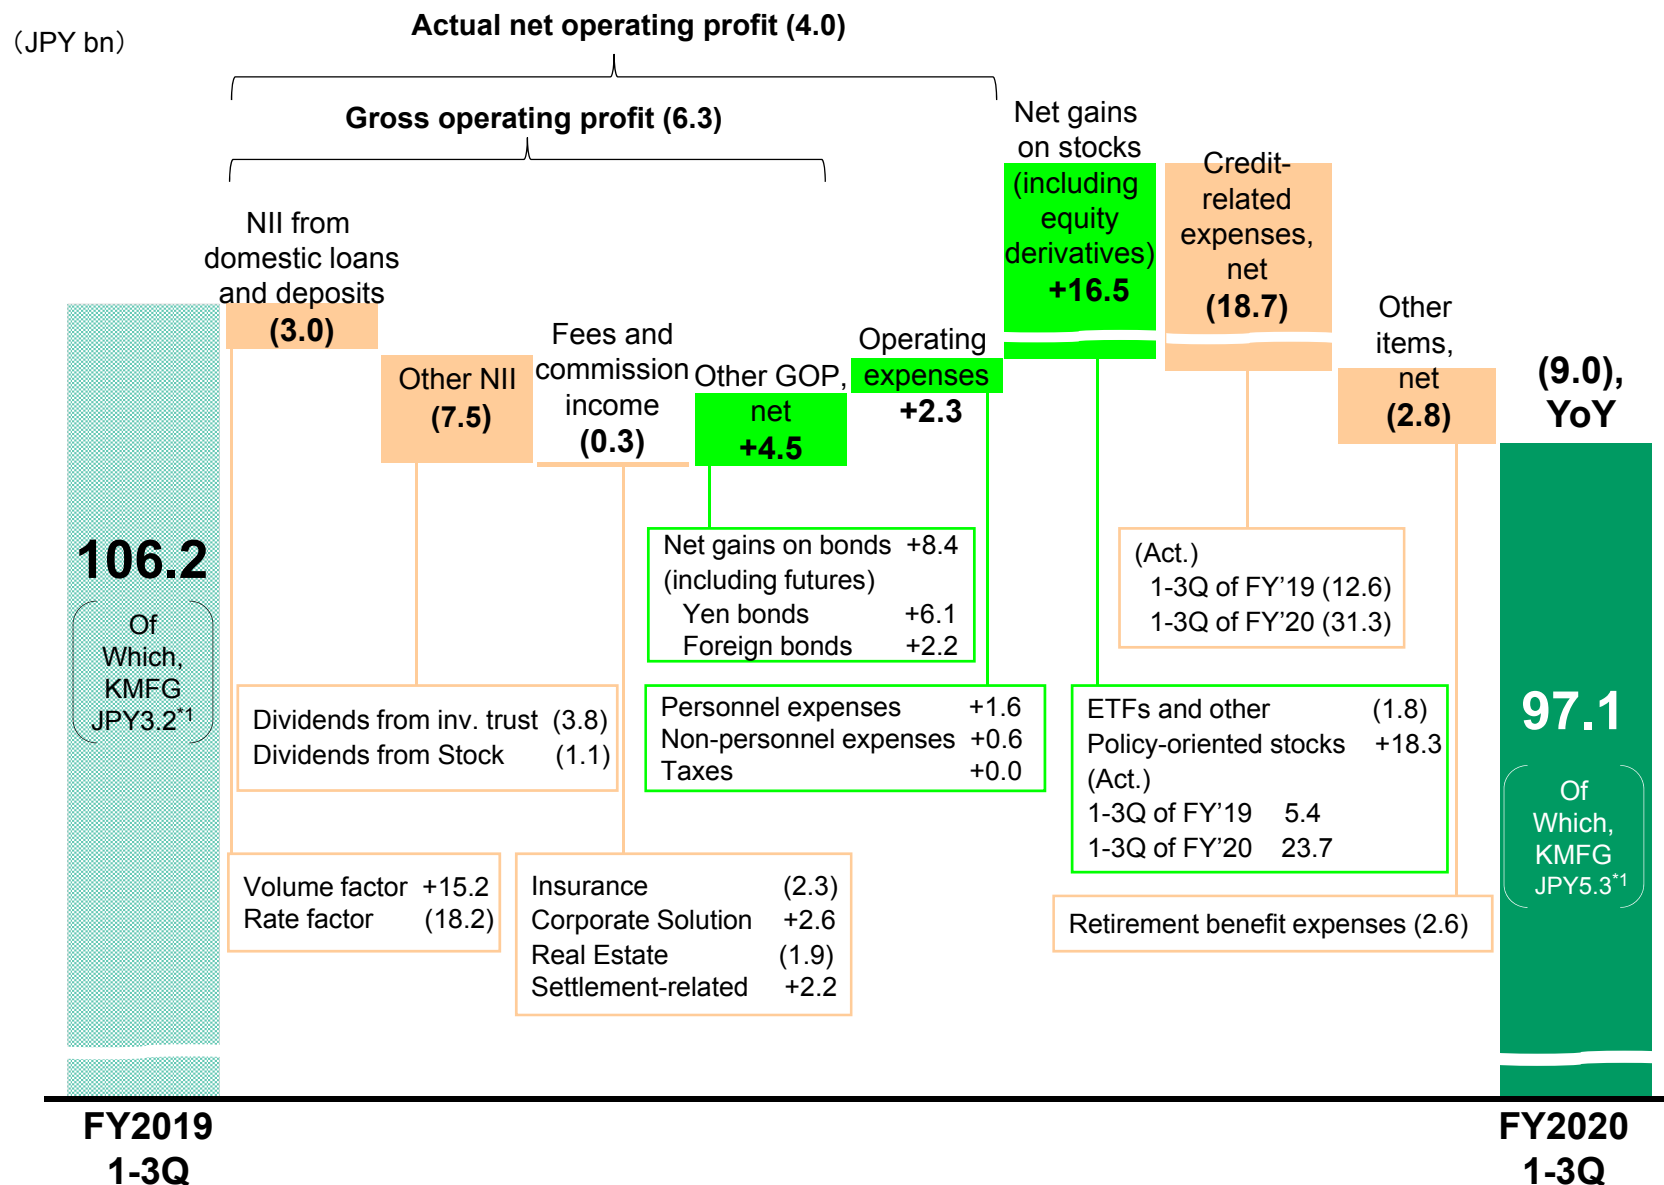 （JPY bn）
Actual net operating profit (4.0)
Gross operating profit (6.3)
NII from
domestic loans
and deposits
(3.0)
Other NII
(7.5)
Fees and
commission
income
(0.3)
Other GOP,
net
+4.5
Operating
expenses
+2.3
Net gains
on stocks
(including
equity
derivatives)
+16.5
Credit-
related
expenses,
net
(18.7)
Other
items,
net
(2.8)
(9.0),
YoY
106.2
Of
Which,
KMFG
JPY3.2*1
Net gains on bonds +8.4
(including futures)
Yen bonds +6.1
Foreign bonds +2.2
(Act.)
1-3Q of FY’19 (12.6)
1-3Q of FY’20 (31.3)
Dividends from inv. trust (3.8)
Dividends from Stock (1.1)
Personnel expenses +1.6
Non-personnel expenses +0.6
Taxes +0.0
ETFs and other (1.8)
Policy-oriented stocks +18.3
(Act.)
1-3Q of FY’19 5.4
1-3Q of FY’20 23.7
97.1
Of
Which,
KMFG
JPY5.3*1
Volume factor +15.2
Rate factor (18.2)
Insurance (2.3)
Corporate Solution +2.6
Real Estate (1.9)
Settlement-related +2.2
Retirement benefit expenses (2.6)
FY2019
1-3Q
FY2020
1-3Q